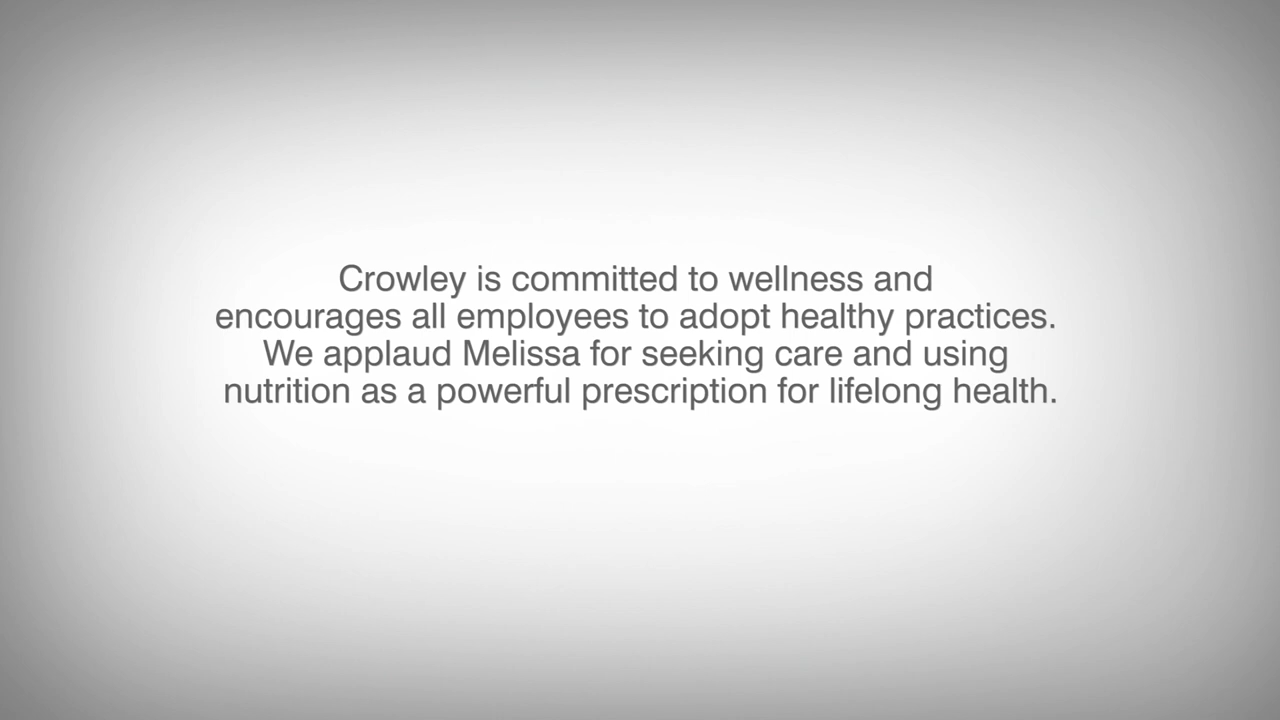 Crowley is committed to wellness and
encourages all employees to adopt healthy practices.
We applaud Melissa for seeking care and using
nutrition as a powerful prescription for lifelong health.